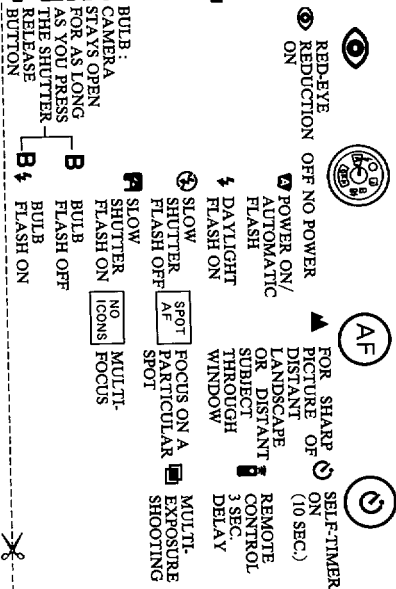 RED-EYE
REDUCTION
ON
OFF NO POWER
A POWER ON/
AUTOMATIC
FLASH
DAYLIGHT
FLASH ON
SLOW
SHUTTER
FLASH OFF
SLOW
SHUTTER
FLASH ON
B BULB
FLASH OFF
B BULB
FLASH ON
BULB :
CAMERA
STAYS OPEN
FOR AS LONG
AS YOU PRESS
THE SHUTTER
RELEASE
BUTTON
AF
FOR SHARP
PICTURE OF
DISTANT
LANDSCAPE
OR DISTANT
SUBJECT
THROUGH
WINDOW
SPOT
AF
FOCUS ON A
PARTICULAR
SPOT
NO
ICONS
MULTI-
FOCUS
SELF-TIMER
ON
(10 SEC.)
REMOTE
CONTROL
3 SEC.
DELAY
MULTI-
EXPOSURE
SHOOTING